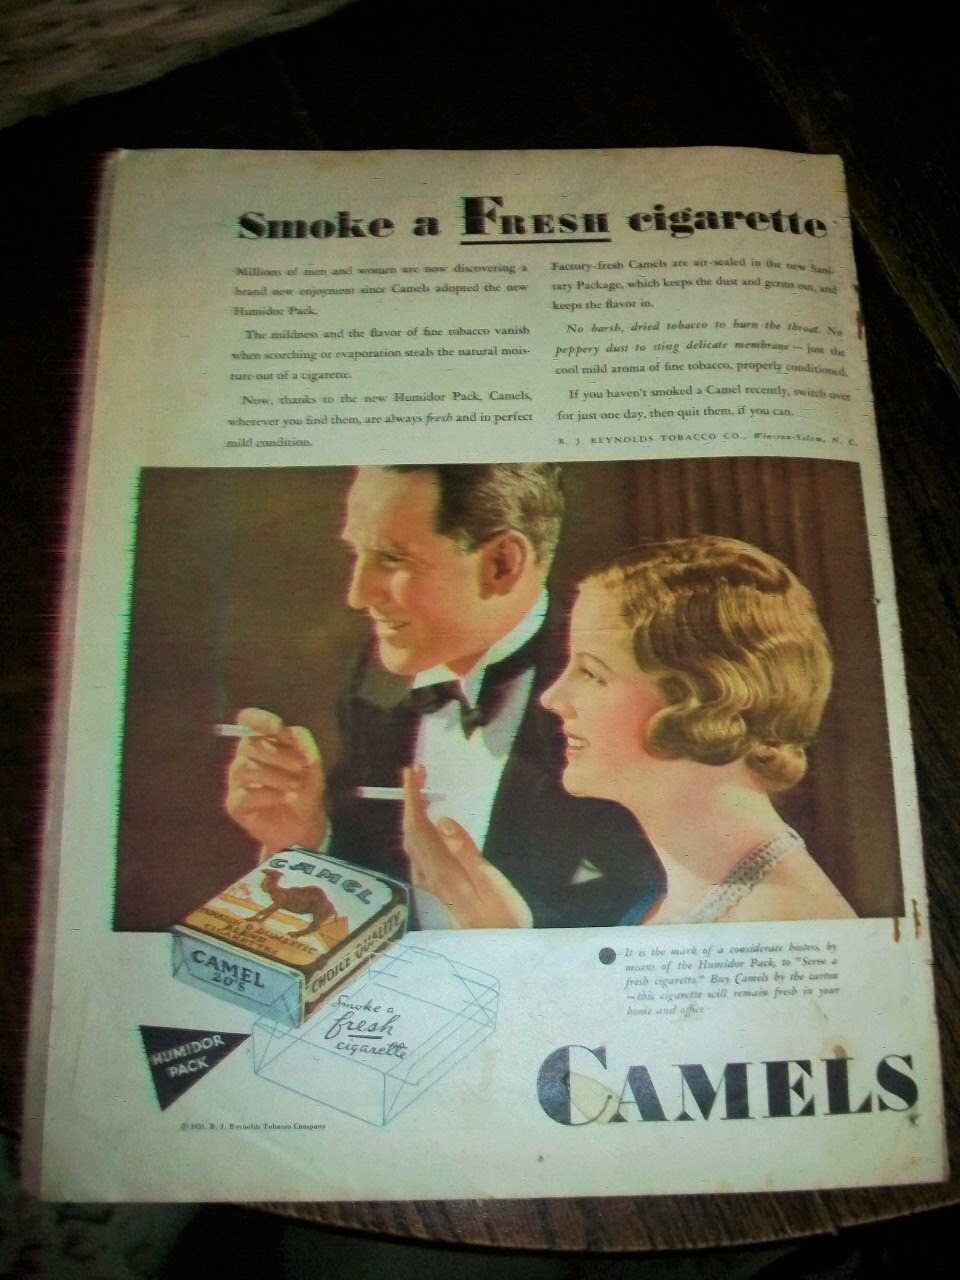 Smoke a FRESH cigarette
Millions of men and women are now discovering a
brand new enjoyment since Camels adopted the new
Humidor Pack.
The mildness and the flavor of fine tobacco vanish
when scorching or evaporation steals the natural mois-
ture out of a cigarette.
Now, thanks to the new Humidor Pack, Camels,
wherever you find them, are always fresh and in perfect
mild condition.
Factory-fresh Camels are air-sealed in the new Sani-
tary Package, which keeps the dust and germs out, and
keeps the flavor in.
No harsh, dried tobacco to burn the throat. No
peppery dust to sting delicate membrane — just the
cool mild aroma of fine tobacco, properly conditioned.
If you haven't smoked a Camel recently, switch over
for just one day, then quit them, if you can.
R. J. REYNOLDS TOBACCO CO., Winston-Salem, N. C.
CAMEL
TURKISH & DOMESTIC
BLEND
CIGARETTES
CAMEL
20'S
CHOICE QUALITY
Smoke a
fresh
cigarette
HUMIDOR
PACK
It is the mark of a considerate hostess, by
means of the Humidor Pack, to "Serve a
fresh cigarette." Buy Camels by the carton
— this cigarette will remain fresh in your
home and office
CAMELS
© 1931, R. J. Reynolds Tobacco Company